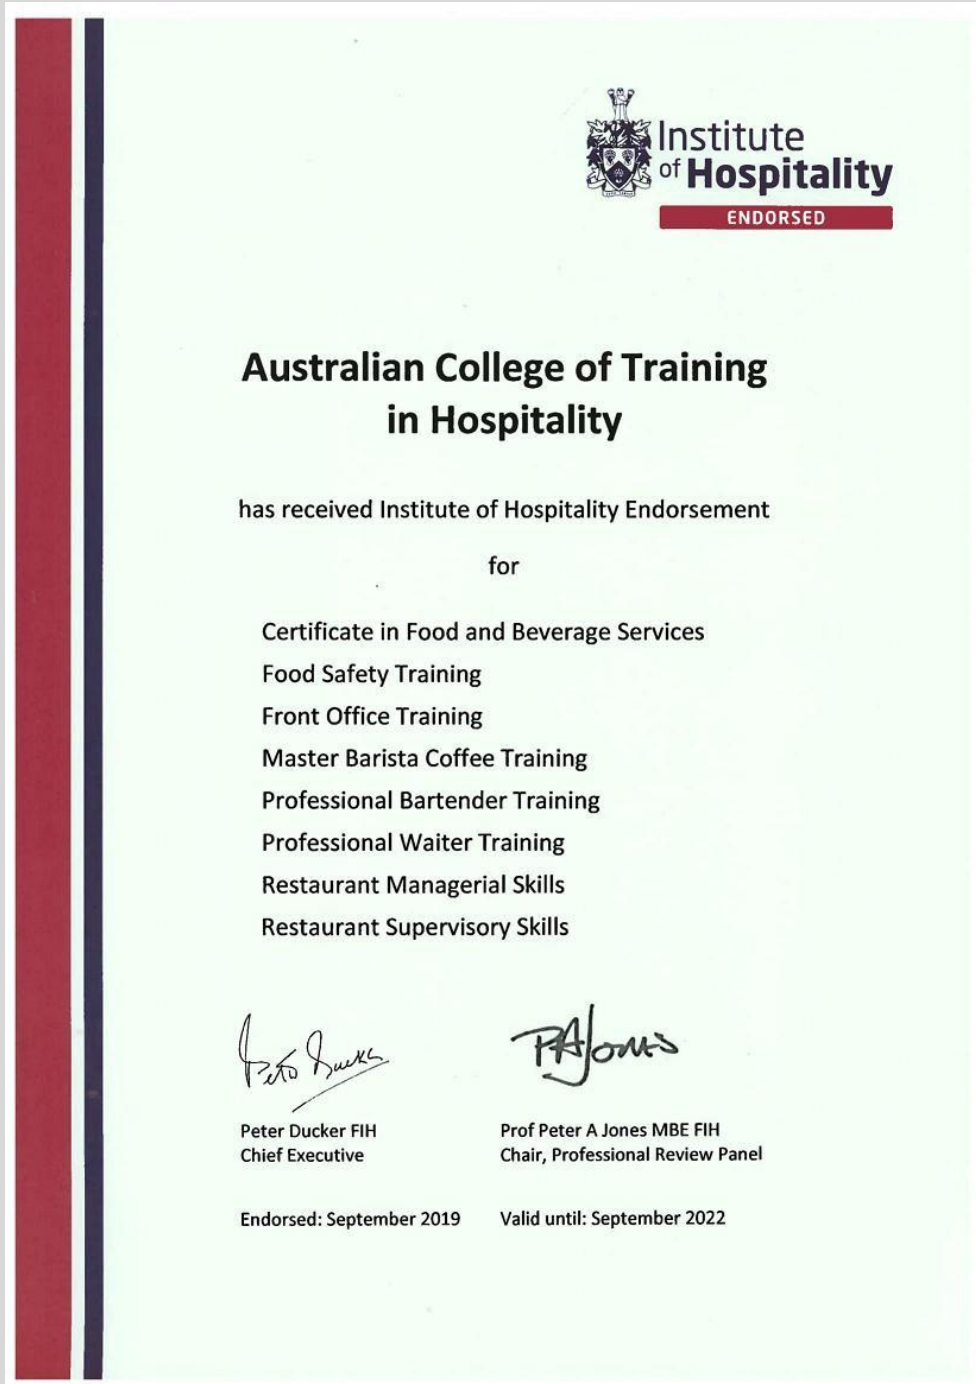 Institute
of Hospitality
ENDORSED
Australian College of Training
in Hospitality
has received Institute of Hospitality Endorsement
for
Certificate in Food and Beverage Services
Food Safety Training
Front Office Training
Master Barista Coffee Training
Professional Bartender Training
Professional Waiter Training
Restaurant Managerial Skills
Restaurant Supervisory Skills
PAJones
Peter Ducker FIH
Chief Executive
Prof Peter A Jones MBE FIH
Chair, Professional Review Panel
Endorsed: September 2019
Valid until: September 2022